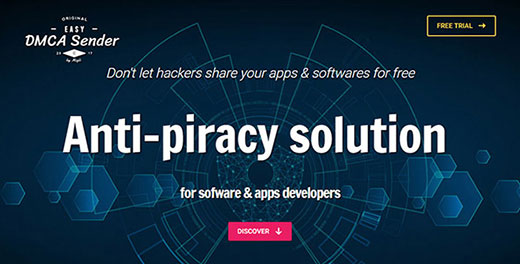 ORIGINAL
EASY
DMCA Sender
FREE TRIAL
Don't let hackers share your apps & softwares for free
Anti-piracy solution
for sofware & apps developers
DISCOVER